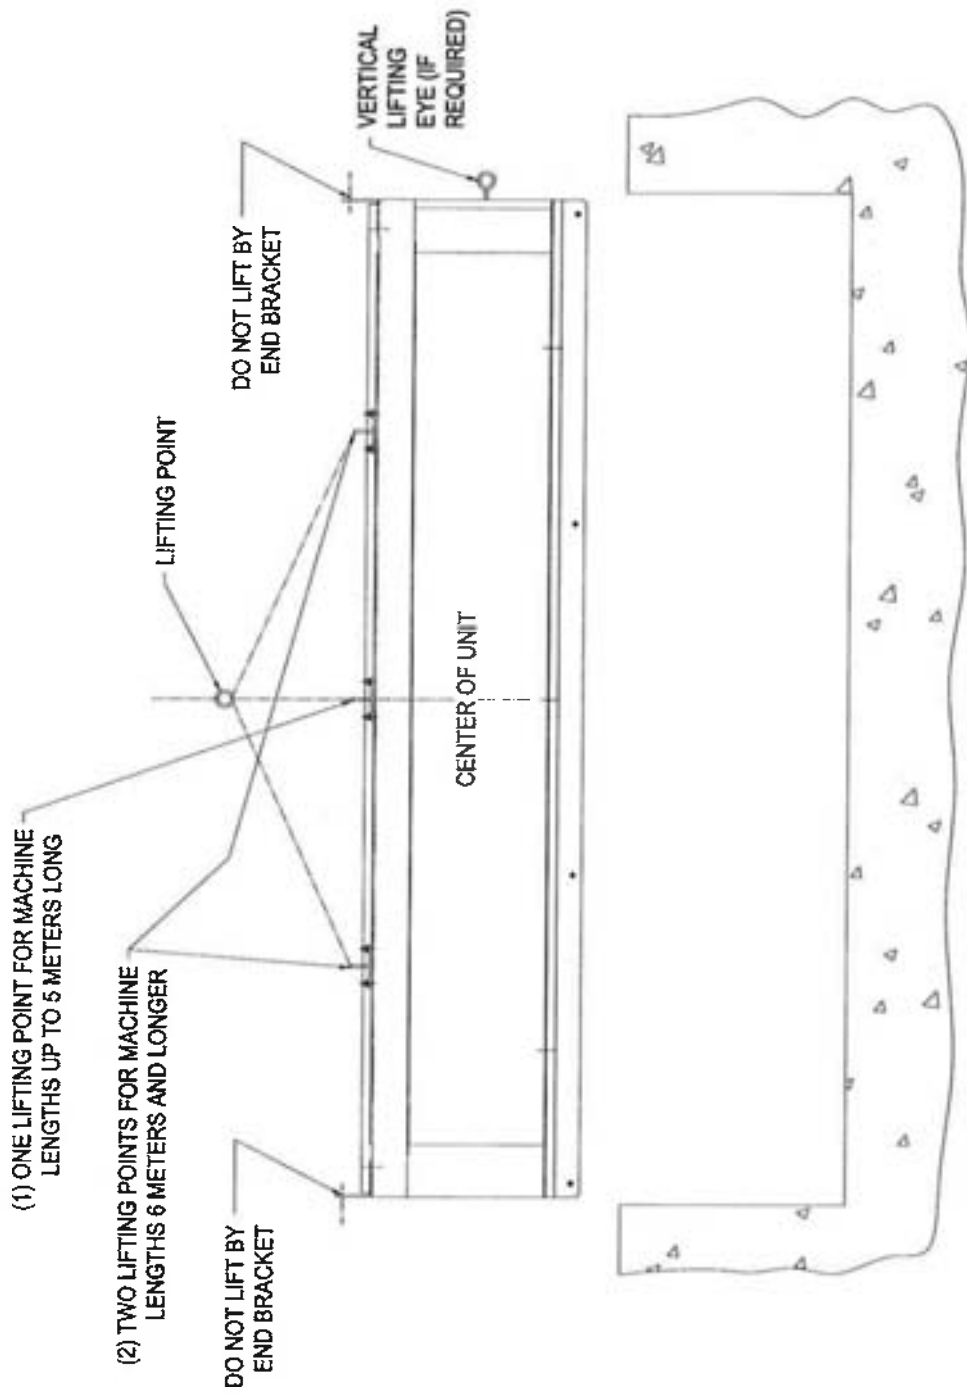 (1) ONE LIFTING POINT FOR MACHINE
LENGTHS UP TO 5 METERS LONG
(2) TWO LIFTING POINTS FOR MACHINE
LENGTHS 6 METERS AND LONGER
LIFTING POINT
DO NOT LIFT BY
END BRACKET
DO NOT LIFT BY
END BRACKET
VERTICAL
LIFTING
EYE (IF
REQUIRED)
CENTER OF UNIT